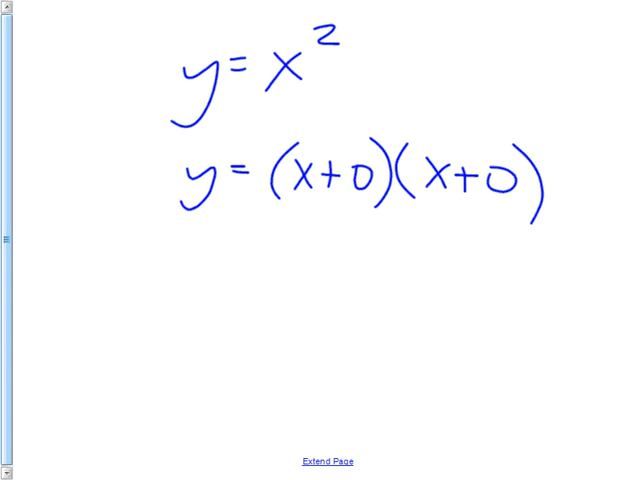 y = x²
y = (x+0)(x+0)
Extend Page